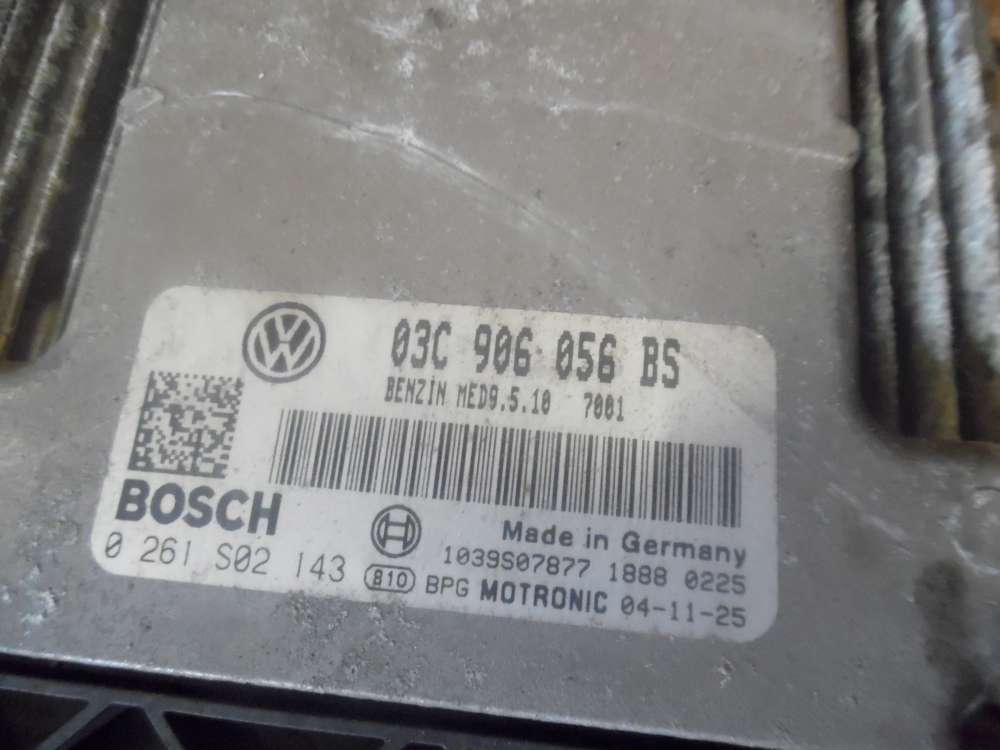 03C 906 056 BS
BENZIN MED9.5.10 7001
BOSCH
Made in Germany
0 261 S02 143
1039S07877 1888 0225
810 BPG MOTRONIC 04-11-25